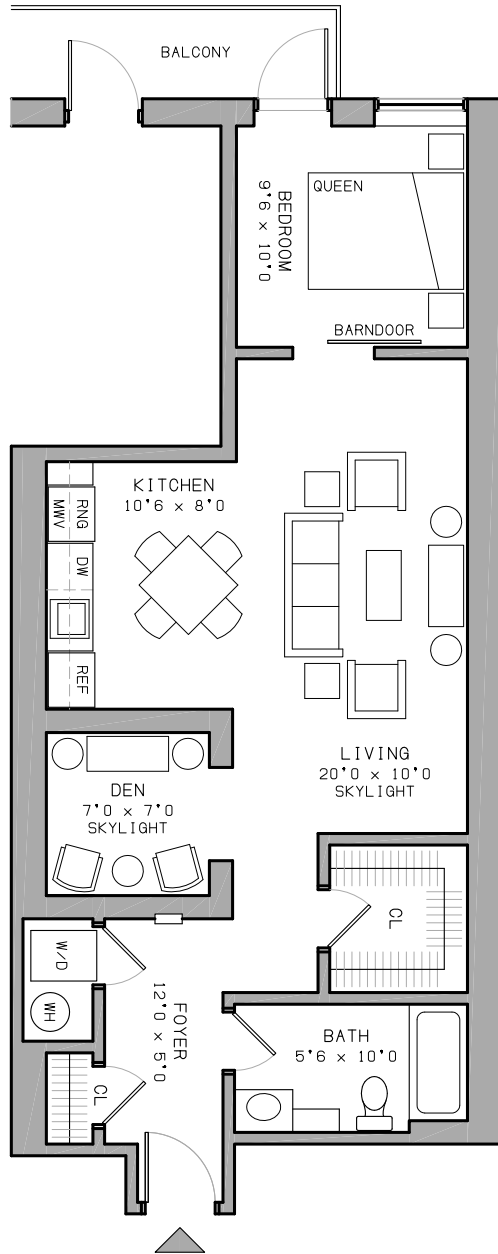 BALCONY
QUEEN
BEDROOM
9'6 x 10'0
BARNDOOR
KITCHEN
10'6 x 8'0
RNG
MWV
DW
REF
LIVING
20'0 x 10'0
SKYLIGHT
DEN
7'0 x 7'0
SKYLIGHT
CL
W/D
WH
FOYER
12'0 x 5'0
BATH
5'6 x 10'0
CL